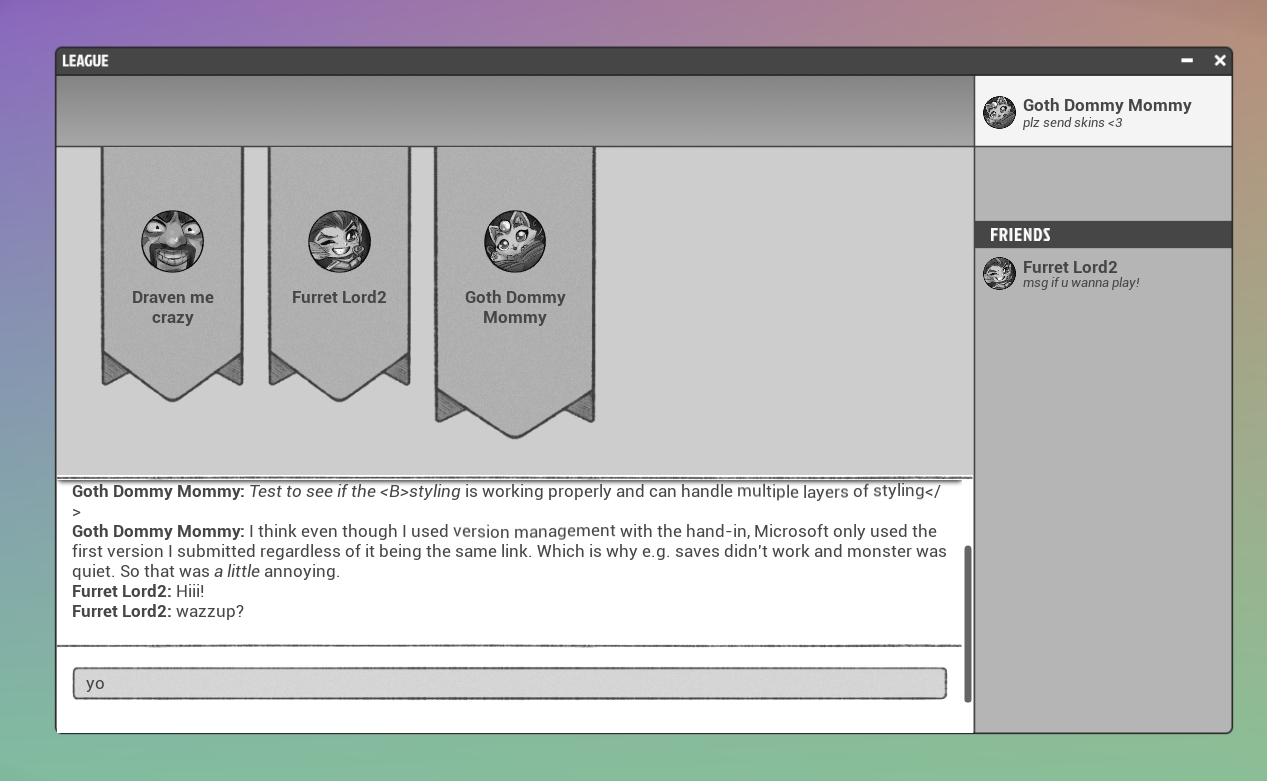 LEAGUE
Goth Dommy Mommy
plz send skins <3
FRIENDS
Furret Lord2
msg if u wanna play!
Draven me
crazy
Furret Lord2
Goth Dommy
Mommy
Goth Dommy Mommy: Test to see if the <B>styling is working properly and can handle multiple layers of styling</
>
Goth Dommy Mommy: I think even though I used version management with the hand-in, Microsoft only used the
first version I submitted regardless of it being the same link. Which is why e.g. saves didn't work and monster was
quiet. So that was a little annoying.
Furret Lord2: Hiii!
Furret Lord2: wazzup?
yo